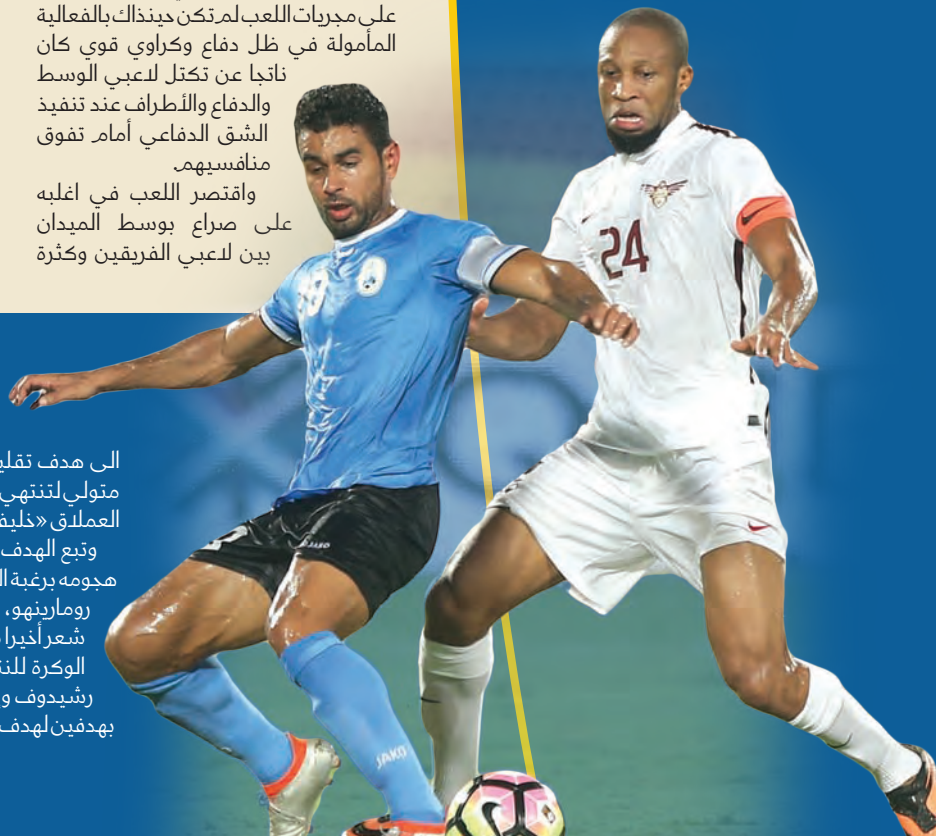 على مجريات اللعب لم تكن حينذاك بالفعالية
المأمولة في ظل دفاع وكراوي قوي كان
ناتجا عن تكتل لاعبي الوسط
والدفاع والأطراف عند تنفيذ
الشق الدفاعي أمام تفوق
منافسيهم.
واقتصر اللعب في اغلبه
على صراع بوسط الميدان
بين لاعبي الفريقين وكثرة
الى هدف
متولي لتنتهي
العملاق
وتبع الهدف
هجومه برغبة
رومارينهو،
شعر أخيرا
الوكرة
رشيدوف
بهدفين لهدف
24
JAKO
JAKO